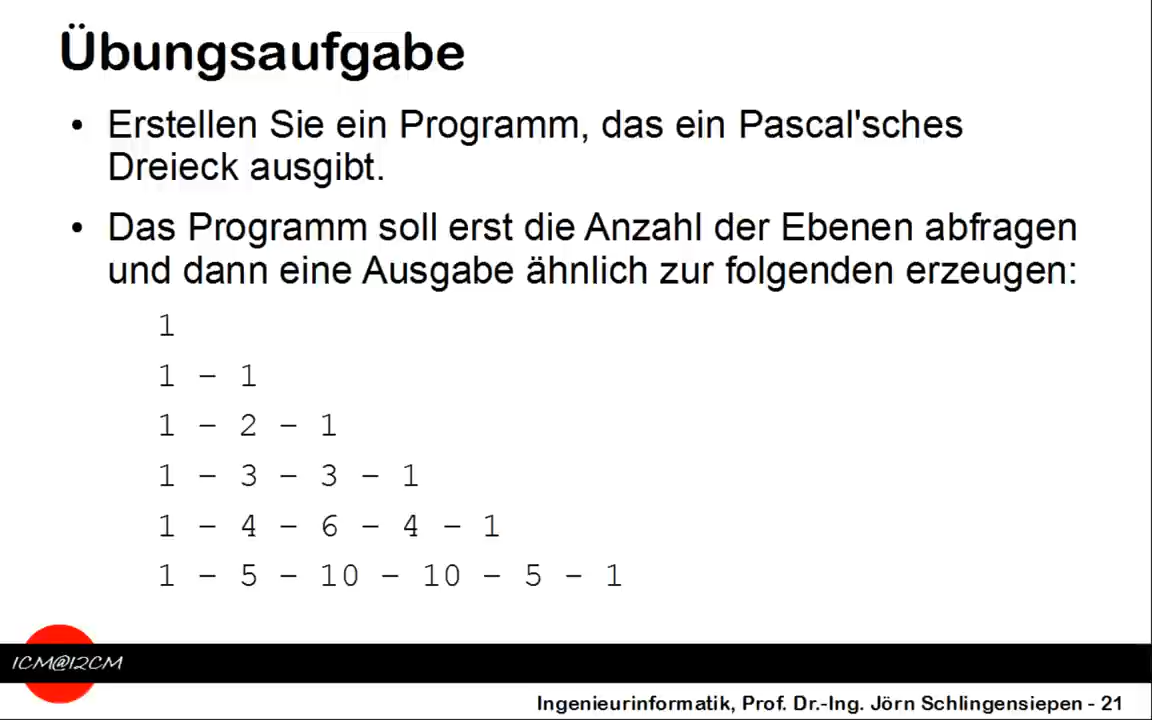 Übungsaufgabe
• Erstellen Sie ein Programm, das ein Pascal'sches
Dreieck ausgibt.
• Das Programm soll erst die Anzahl der Ebenen abfragen
und dann eine Ausgabe ähnlich zur folgenden erzeugen:
1
1 – 1
1 – 2 – 1
1 – 3 – 3 – 1
1 – 4 – 6 – 4 – 1
1 – 5 – 10 – 10 – 5 – 1
1CM@12CM
Ingenieurinformatik, Prof. Dr.-Ing. Jörn Schlingensiepen - 21